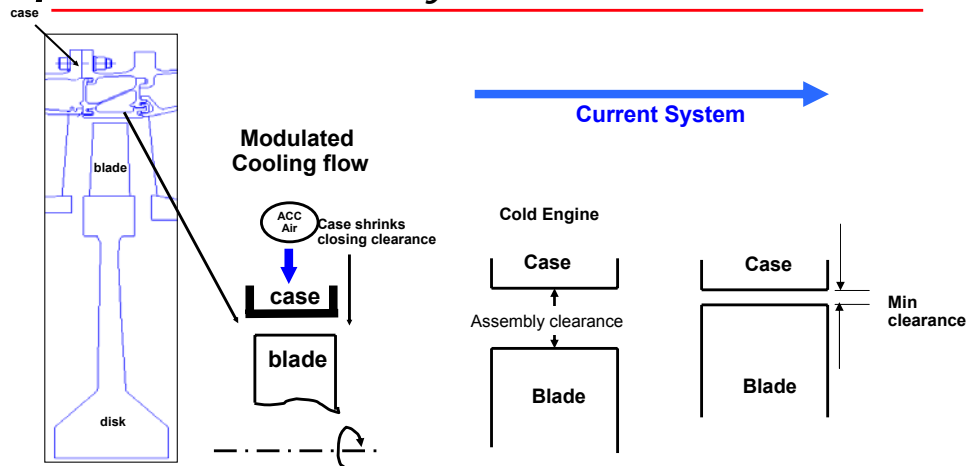 case
blade
disk
Modulated
Cooling flow
ACC
Air
Case shrinks
closing clearance
case
blade
Current System
Cold Engine
Case
Assembly clearance
Blade
Case
Min
clearance
Blade